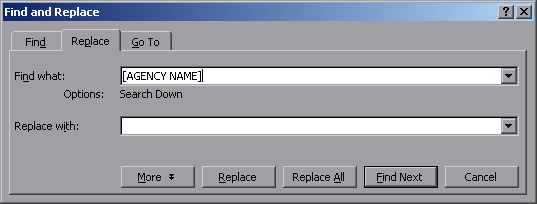 Find and Replace
Find Replace Go To
Find what: [AGENCY NAME]
Options: Search Down
Replace with:
More Replace Replace All Find Next Cancel